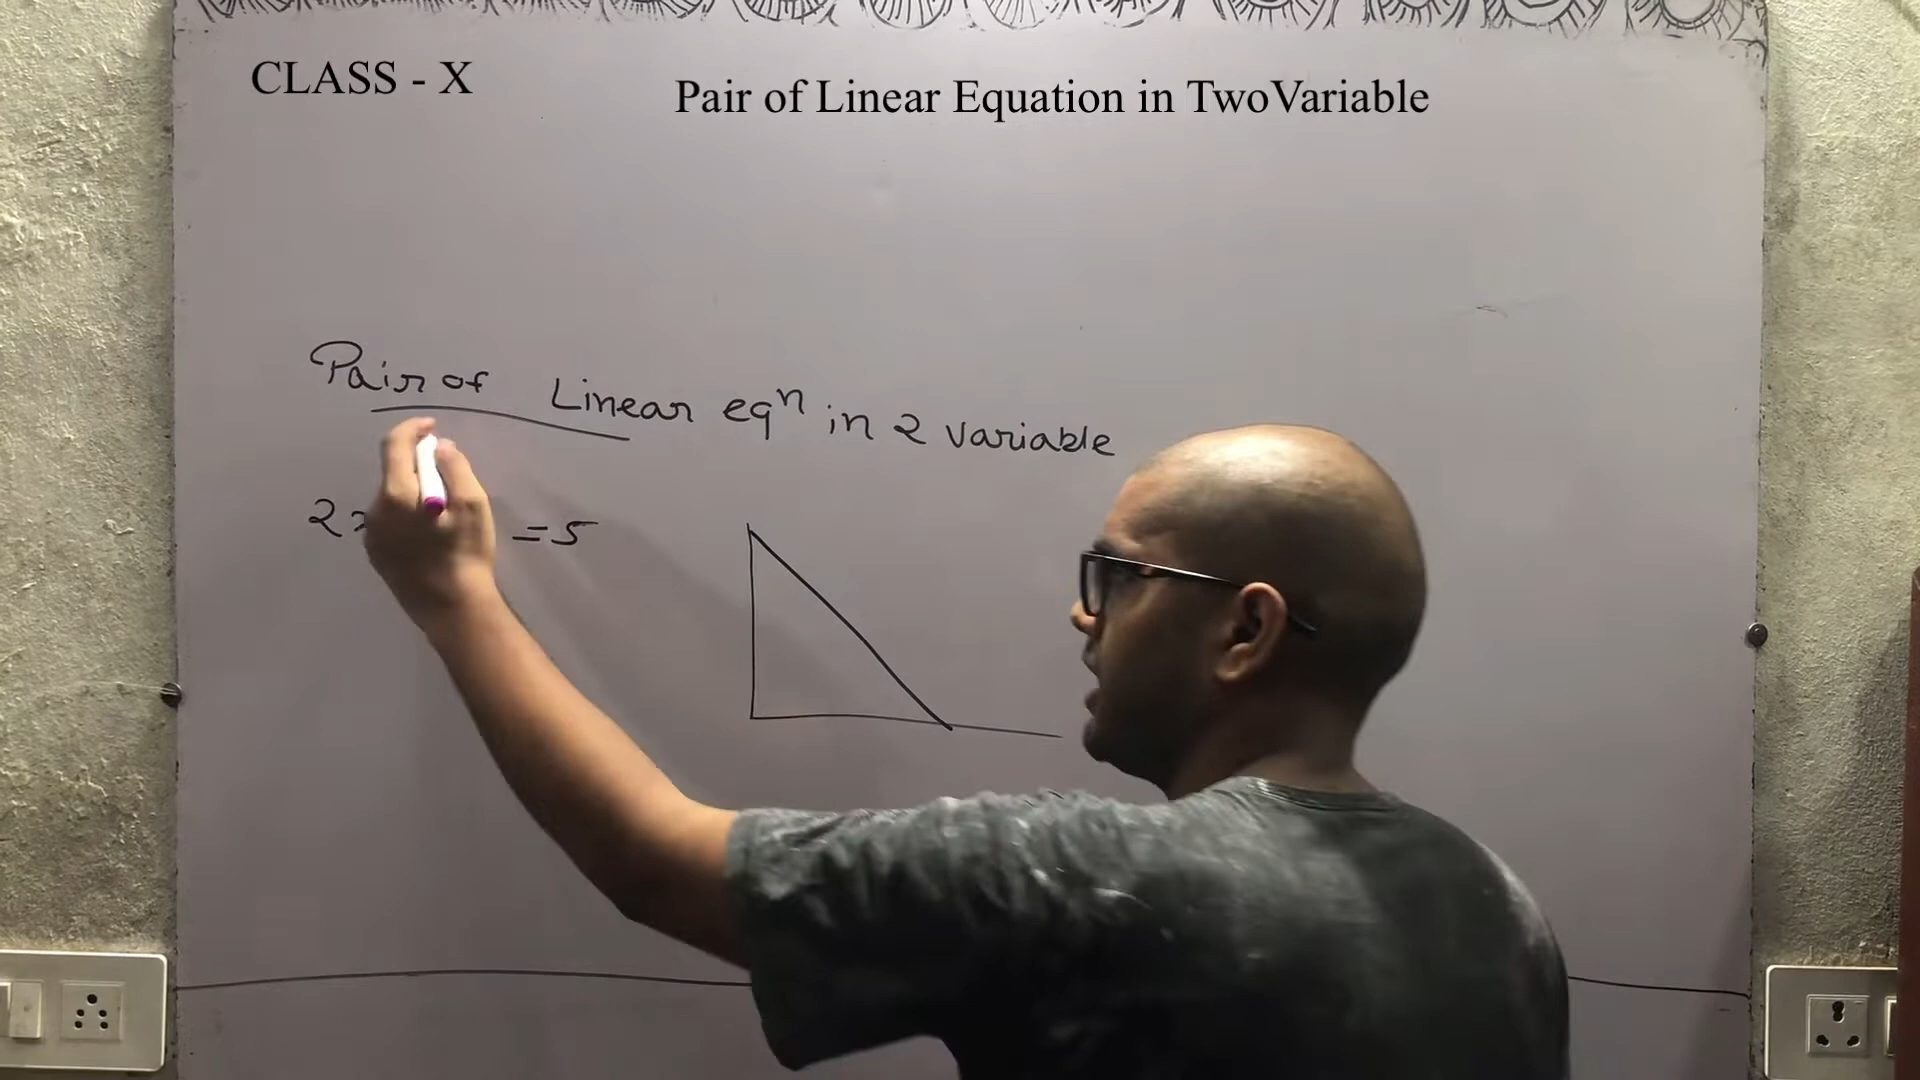 CLASS - X
Pair of Linear Equation in TwoVariable
Pair of Linear eqⁿ in 2 variable
2x =5